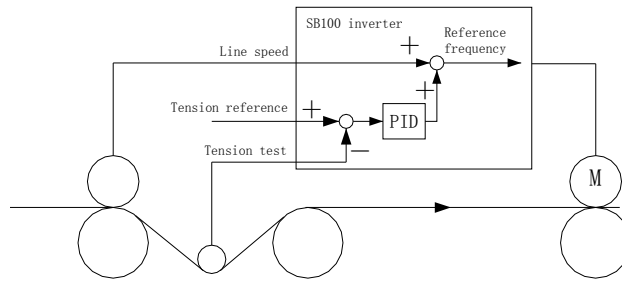 SB100 inverter
Reference
frequency
Line speed
+
+
Tension reference
+
PID
Tension test
−
M